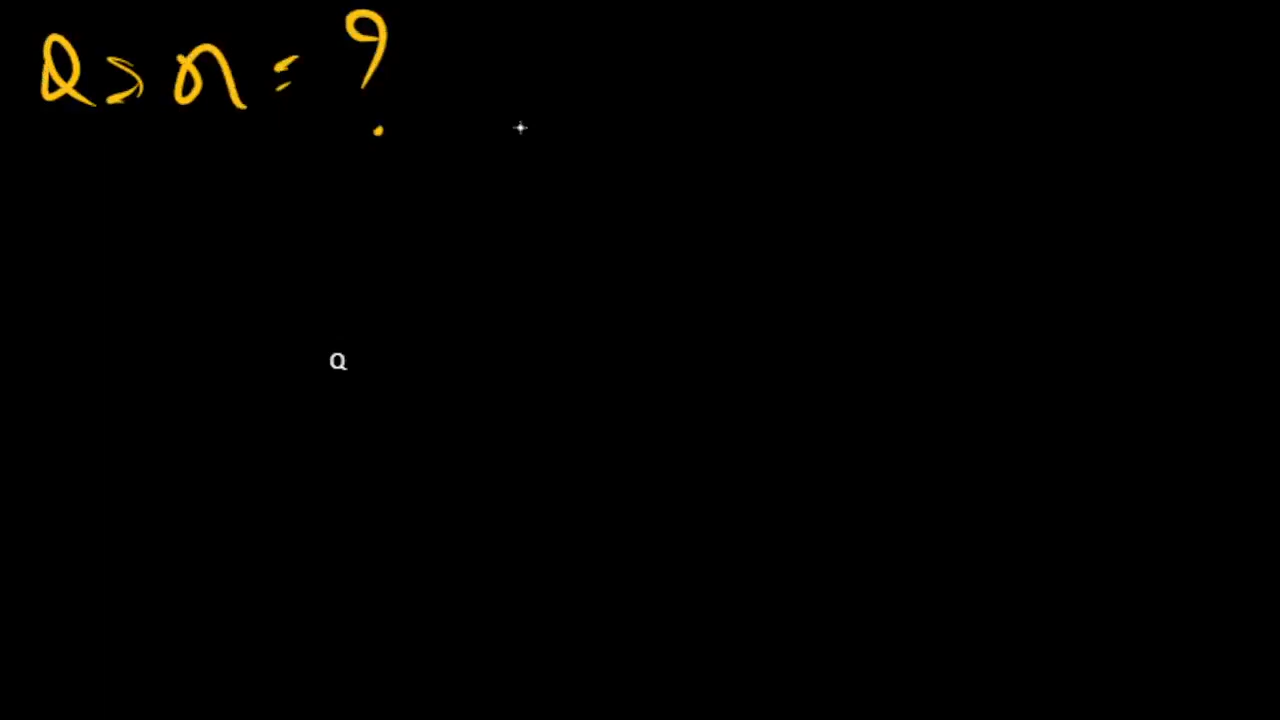 Q > n = ?
Q